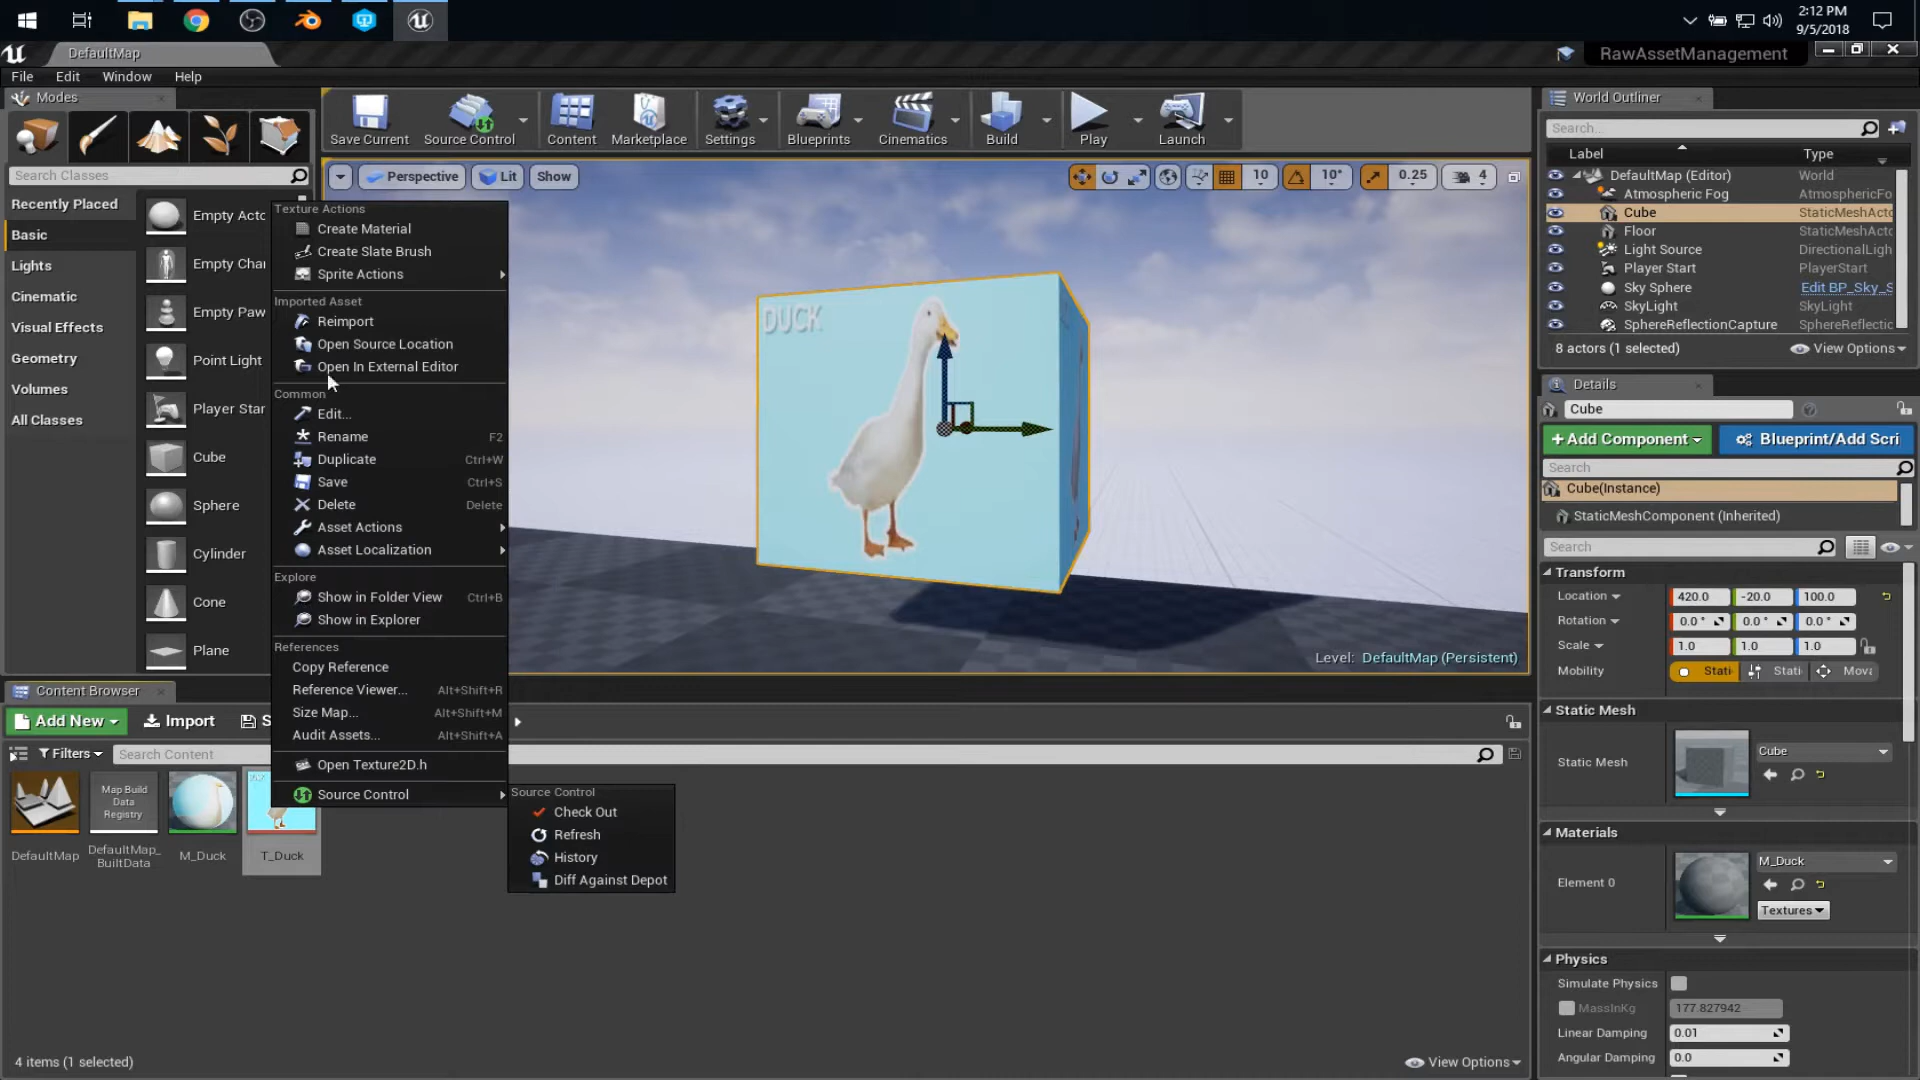 2:12 PM
9/5/2018
DefaultMap
RawAssetManagement
File Edit Window Help
Modes
Search Classes
Recently Placed
Basic
Lights
Cinematic
Visual Effects
Geometry
Volumes
All Classes
Empty Acto
Empty Cha
Empty Paw
Point Light
Player Star
Cube
Sphere
Cylinder
Cone
Plane
Save Current
Source Control
Content
Marketplace
Settings
Blueprints
Cinematics
Build
Play
Launch
Perspective
Lit
Show
10
10°
0.25
4
DUCK
Level: DefaultMap (Persistent)
Texture Actions
Create Material
Create Slate Brush
Sprite Actions
Imported Asset
Reimport
Open Source Location
Open In External Editor
Common
Edit...
Rename F2
Duplicate Ctrl+W
Save Ctrl+S
Delete Delete
Asset Actions
Asset Localization
Explore
Show in Folder View Ctrl+B
Show in Explorer
References
Copy Reference
Reference Viewer... Alt+Shift+R
Size Map... Alt+Shift+M
Audit Assets... Alt+Shift+A
Open Texture2D.h
Source Control
Source Control
Check Out
Refresh
History
Diff Against Depot
Content Browser
Add New
Import
S
Filters
Search Content
Map Build
Data
Registry
DefaultMap
DefaultMap_
BuiltData
M_Duck
T_Duck
4 items (1 selected)
View Options
World Outliner
Search...
Label Type
DefaultMap (Editor) World
Atmospheric Fog AtmosphericFo
Cube StaticMeshActo
Floor StaticMeshActo
Light Source DirectionalLigh
Player Start PlayerStart
Sky Sphere Edit BP_Sky_S
SkyLight SkyLight
SphereReflectionCapture SphereReflectic
8 actors (1 selected)
View Options
Details
Cube
+Add Component
Blueprint/Add Scri
Search
Cube(Instance)
StaticMeshComponent (Inherited)
Search
Transform
Location 420.0 -20.0 100.0
Rotation 0.0 ° 0.0 ° 0.0 °
Scale 1.0 1.0 1.0
Mobility Stati Stati Mova
Static Mesh
Static Mesh
Cube
Materials
Element 0
M_Duck
Textures
Physics
Simulate Physics
MassInKg 177.827942
Linear Damping 0.01
Angular Damping 0.0